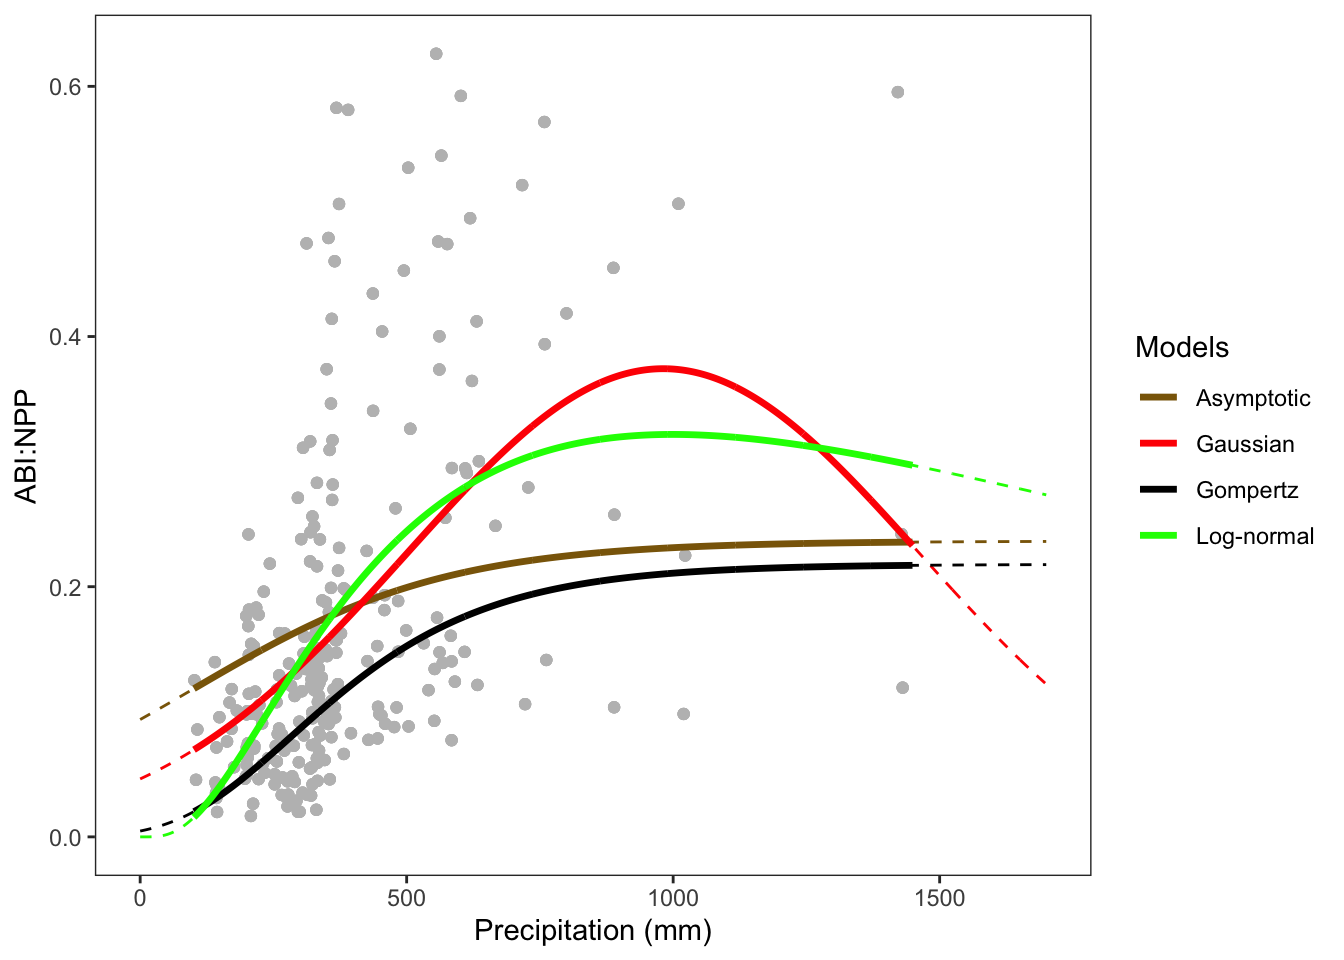 ABI:NPP
0.6
0.4
0.2
0.0
0
500
1000
1500
Precipitation (mm)
Models
Asymptotic
Gaussian
Gompertz
Log-normal